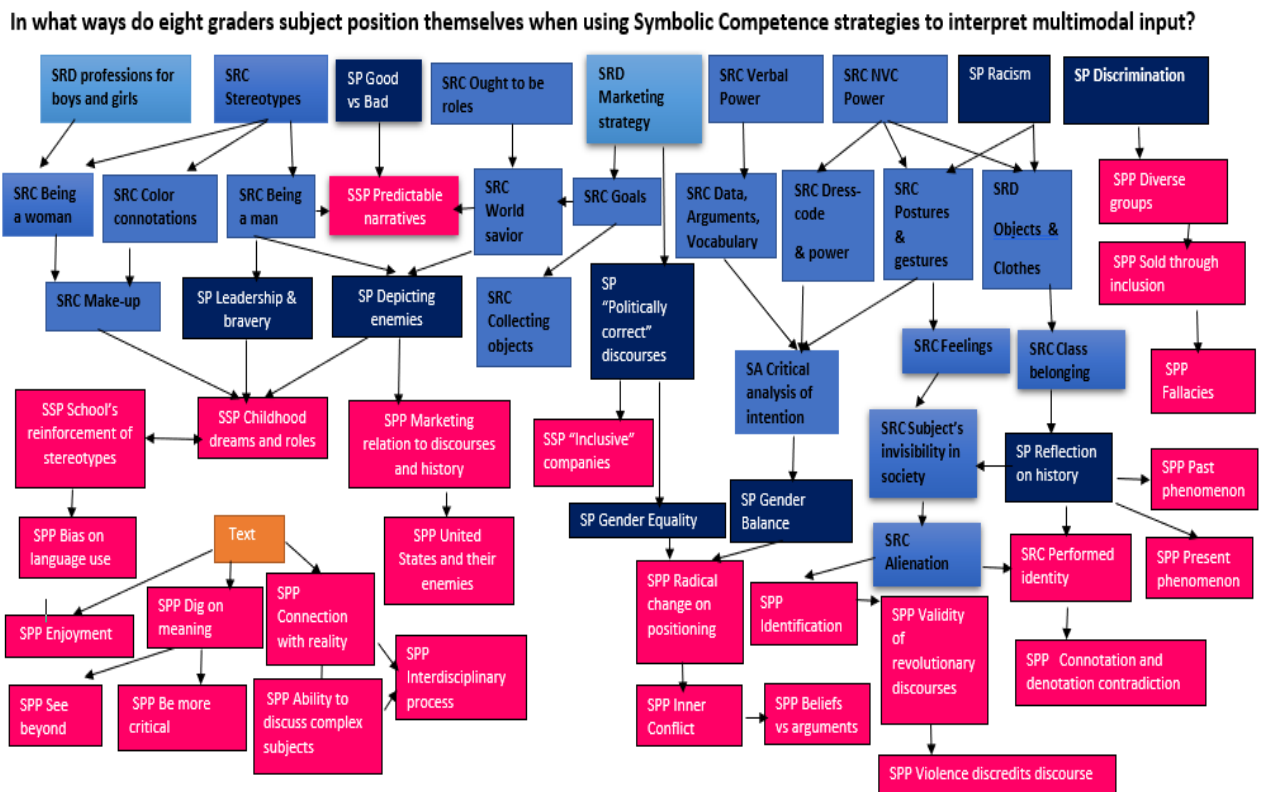 In what ways do eight graders subject position themselves when using Symbolic Competence strategies to interpret multimodal input?
SRD professions for
boys and girls
SRC
Stereotypes
SP Good
vs Bad
SRC Ought to be
roles
SRD
Marketing
strategy
SRC Verbal
Power
SRC NVC
Power
SP Racism
SP Discrimination
SRC Being
a woman
SRC Color
connotations
SRC Being
a man
SSP Predictable
narratives
SRC
World
savior
SRC Goals
SRC Data,
Arguments,
Vocabulary
SRC Dress-
code
& power
SRC
Postures
&
gestures
SRD
Objects &
Clothes
SPP Diverse
groups
SPP Sold through
inclusion
SRC Make-up
SP Leadership &
bravery
SP Depicting
enemies
SRC
Collecting
objects
SP
“Politically
correct”
discourses
SA Critical
analysis of
intention
SRC Feelings
SRC Class
belonging
SPP
Fallacies
SSP School’s
reinforcement of
stereotypes
SSP Childhood
dreams and roles
SPP Marketing
relation to discourses
and history
SSP “Inclusive”
companies
SRC Subject’s
invisibility in
society
SP Reflection
on history
SPP Past
phenomenon
SPP Bias on
language use
Text
SPP United
States and their
enemies
SP Gender Equality
SP Gender
Balance
SRC
Alienation
SRC Performed
identity
SPP Present
phenomenon
SPP Enjoyment
SPP Dig on
meaning
SPP
Connection
with reality
SPP
Interdisciplinary
process
SPP Radical
change on
positioning
SPP
Identification
SPP Validity
of
revolutionary
discourses
SPP Connotation and
denotation contradiction
SPP See
beyond
SPP Be more
critical
SPP Ability to
discuss complex
subjects
SPP Inner
Conflict
SPP Beliefs
vs arguments
SPP Violence discredits discourse